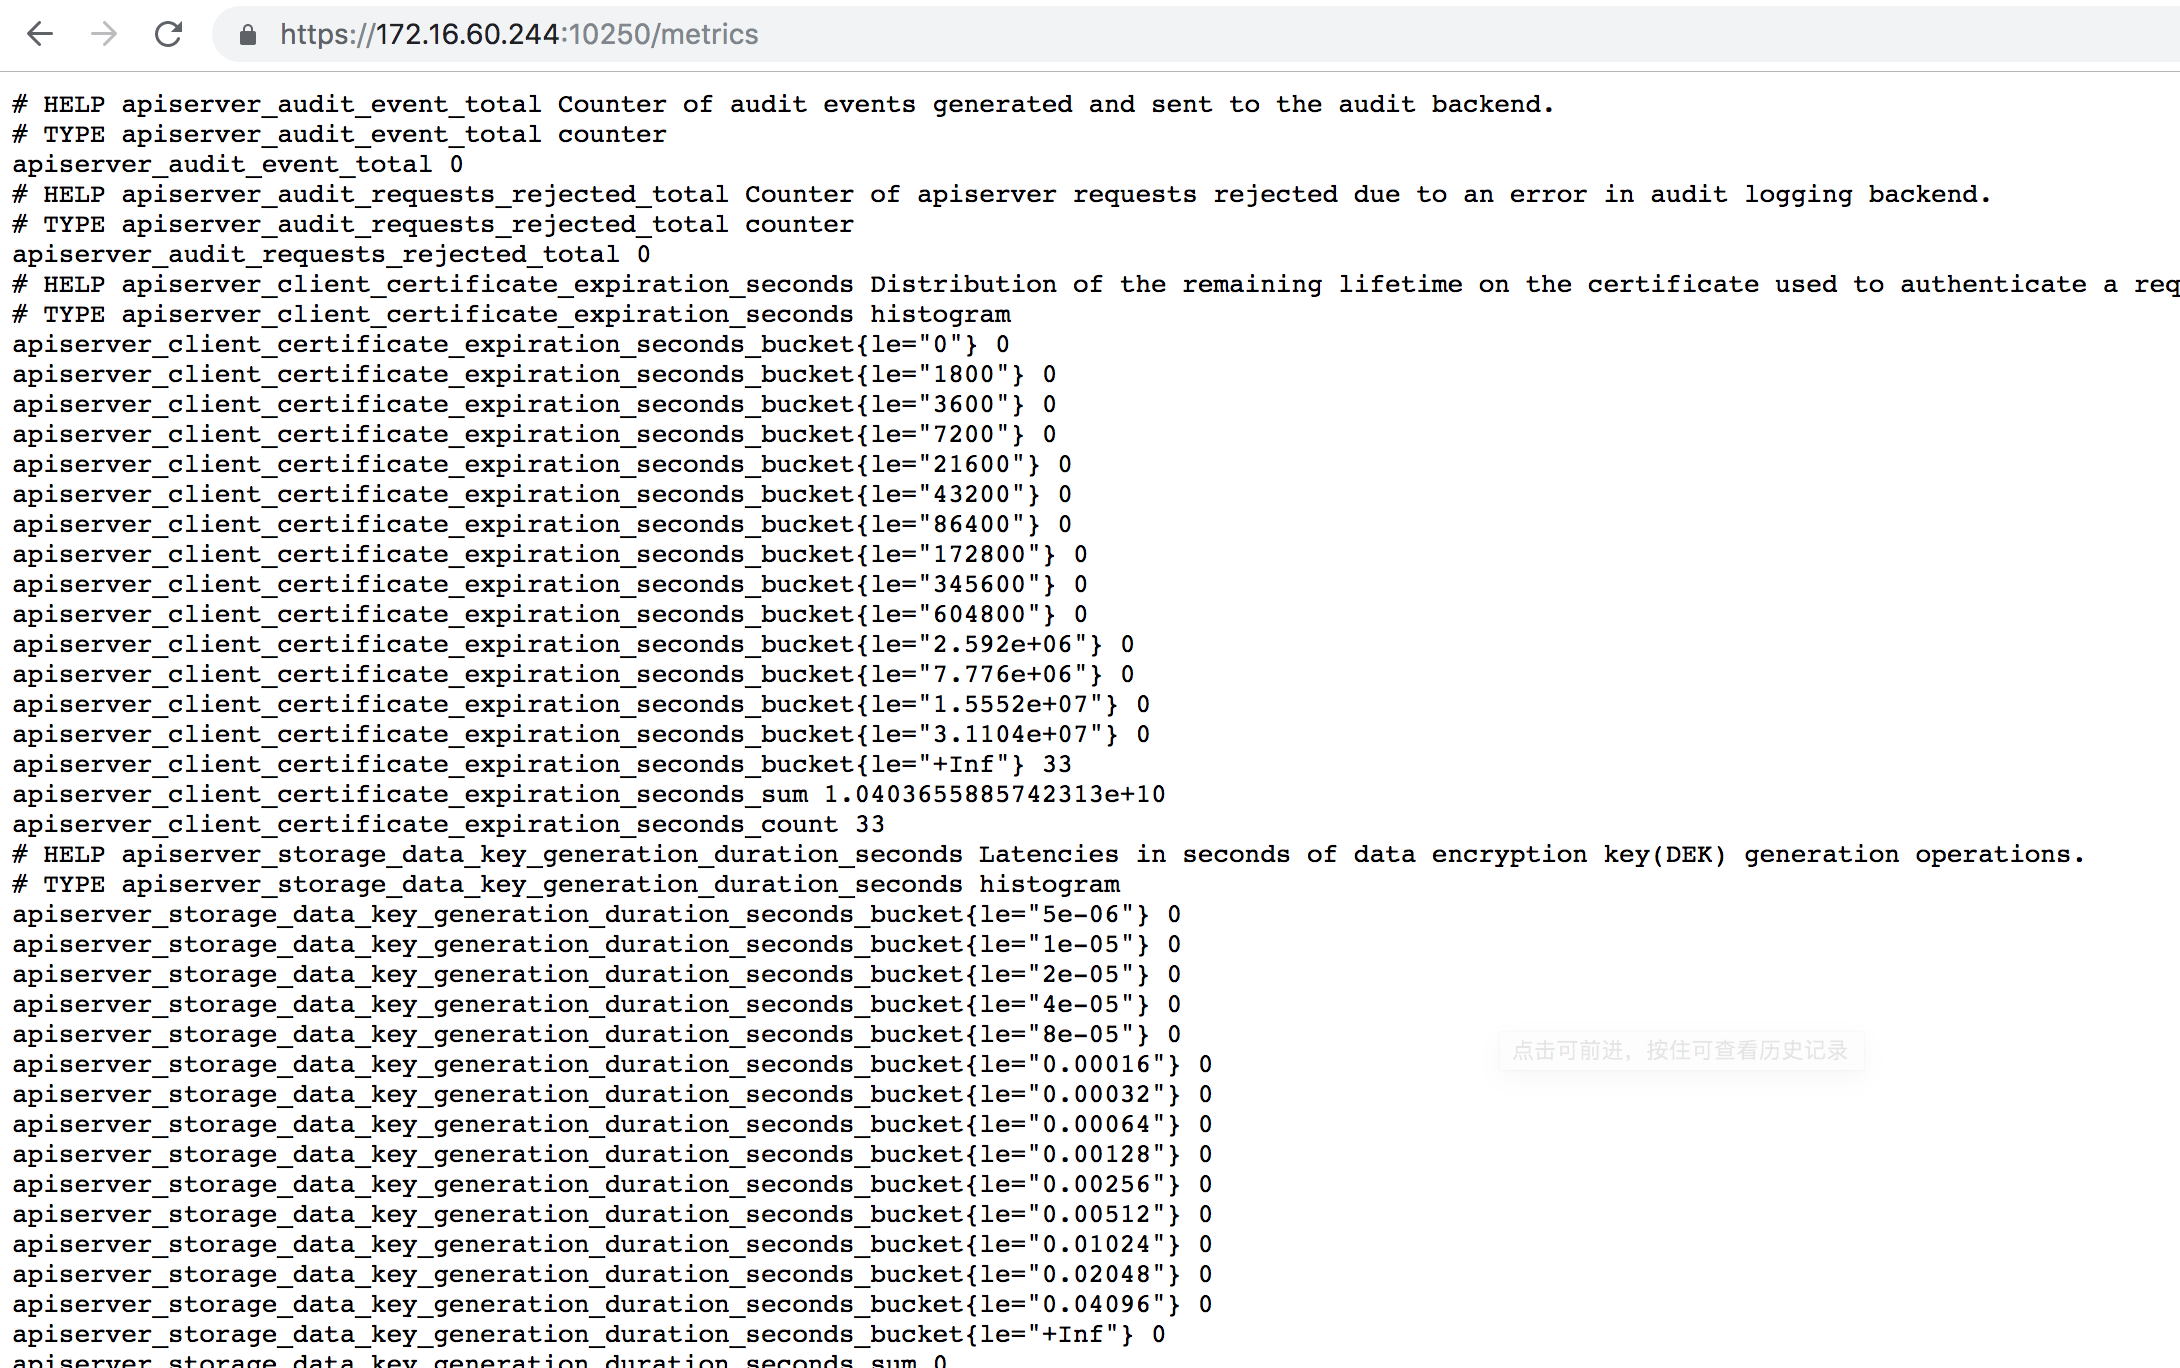 https://172.16.60.244:10250/metrics
# HELP apiserver_audit_event_total Counter of audit events generated and sent to the audit backend.
# TYPE apiserver_audit_event_total counter
apiserver_audit_event_total 0
# HELP apiserver_audit_requests_rejected_total Counter of apiserver requests rejected due to an error in audit logging backend.
# TYPE apiserver_audit_requests_rejected_total counter
apiserver_audit_requests_rejected_total 0
# HELP apiserver_client_certificate_expiration_seconds Distribution of the remaining lifetime on the certificate used to authenticate a req
# TYPE apiserver_client_certificate_expiration_seconds histogram
apiserver_client_certificate_expiration_seconds_bucket{le="0"} 0
apiserver_client_certificate_expiration_seconds_bucket{le="1800"} 0
apiserver_client_certificate_expiration_seconds_bucket{le="3600"} 0
apiserver_client_certificate_expiration_seconds_bucket{le="7200"} 0
apiserver_client_certificate_expiration_seconds_bucket{le="21600"} 0
apiserver_client_certificate_expiration_seconds_bucket{le="43200"} 0
apiserver_client_certificate_expiration_seconds_bucket{le="86400"} 0
apiserver_client_certificate_expiration_seconds_bucket{le="172800"} 0
apiserver_client_certificate_expiration_seconds_bucket{le="345600"} 0
apiserver_client_certificate_expiration_seconds_bucket{le="604800"} 0
apiserver_client_certificate_expiration_seconds_bucket{le="2.592e+06"} 0
apiserver_client_certificate_expiration_seconds_bucket{le="7.776e+06"} 0
apiserver_client_certificate_expiration_seconds_bucket{le="1.5552e+07"} 0
apiserver_client_certificate_expiration_seconds_bucket{le="3.1104e+07"} 0
apiserver_client_certificate_expiration_seconds_bucket{le="+Inf"} 33
apiserver_client_certificate_expiration_seconds_sum 1.0403655885742313e+10
apiserver_client_certificate_expiration_seconds_count 33
# HELP apiserver_storage_data_key_generation_duration_seconds Latencies in seconds of data encryption key(DEK) generation operations.
# TYPE apiserver_storage_data_key_generation_duration_seconds histogram
apiserver_storage_data_key_generation_duration_seconds_bucket{le="5e-06"} 0
apiserver_storage_data_key_generation_duration_seconds_bucket{le="1e-05"} 0
apiserver_storage_data_key_generation_duration_seconds_bucket{le="2e-05"} 0
apiserver_storage_data_key_generation_duration_seconds_bucket{le="4e-05"} 0
apiserver_storage_data_key_generation_duration_seconds_bucket{le="8e-05"} 0
点击可前进，按住可查看历史记录
apiserver_storage_data_key_generation_duration_seconds_bucket{le="0.00016"} 0
apiserver_storage_data_key_generation_duration_seconds_bucket{le="0.00032"} 0
apiserver_storage_data_key_generation_duration_seconds_bucket{le="0.00064"} 0
apiserver_storage_data_key_generation_duration_seconds_bucket{le="0.00128"} 0
apiserver_storage_data_key_generation_duration_seconds_bucket{le="0.00256"} 0
apiserver_storage_data_key_generation_duration_seconds_bucket{le="0.00512"} 0
apiserver_storage_data_key_generation_duration_seconds_bucket{le="0.01024"} 0
apiserver_storage_data_key_generation_duration_seconds_bucket{le="0.02048"} 0
apiserver_storage_data_key_generation_duration_seconds_bucket{le="0.04096"} 0
apiserver_storage_data_key_generation_duration_seconds_bucket{le="+Inf"} 0
apiserver_storage_data_key_generation_duration_seconds_sum 0